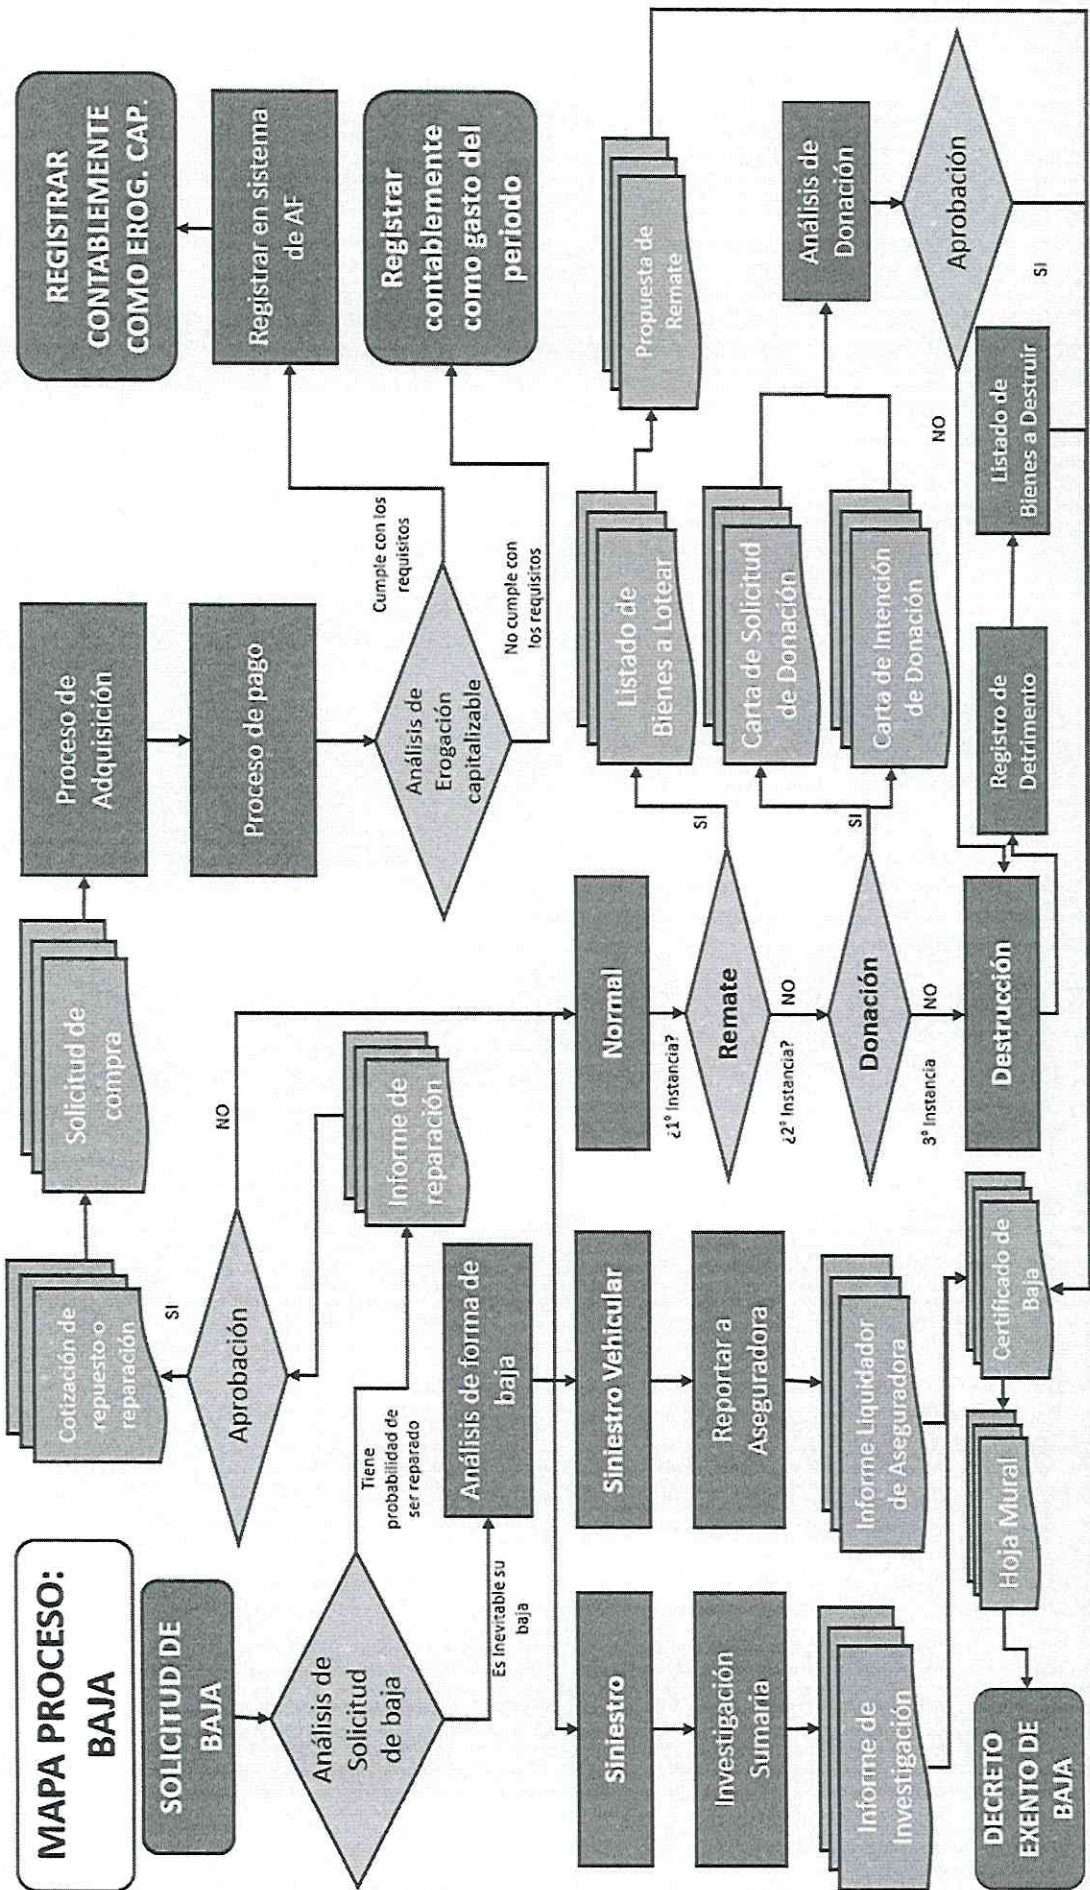 MAPA PROCESO:
BAJA
SOLICITUD DE
BAJA
Análisis de
Solicitud
de baja
Tiene
probabilidad de
ser reparado
Es Inevitable su
baja
Informe de
reparación
Aprobación
SI
NO
Cotización de
repuesto o
reparación
Solicitud de
compra
Proceso de
Adquisición
Proceso de pago
Análisis de
Erogación
capitalizable
Cumple con los
requisitos
No cumple con
los requisitos
Registrar en sistema
de AF
REGISTRAR
CONTABLEMENTE
COMO EROG. CAP.
Registrar
contablemente
como gasto del
periodo
Análisis de forma de
baja
Siniestro
Investigación
Sumaria
Informe de
Investigación
Siniestro Vehicular
Reportar a
Aseguradora
Informe Liquidador
de Aseguradora
Normal
¿1° Instancia?
Remate
SI
NO
¿2° Instancia?
Donación
SI
NO
3° Instancia
Destrucción
Listado de
Bienes a Lotear
Propuesta de
Remate
Carta de Solicitud
de Donación
Carta de Intención
de Donación
Análisis de
Donación
Aprobación
NO
SI
Registro de
Detrimento
Listado de
Bienes a Destruir
Certificado de
Baja
Hoja Mural
DECRETO
EXENTO DE
BAJA